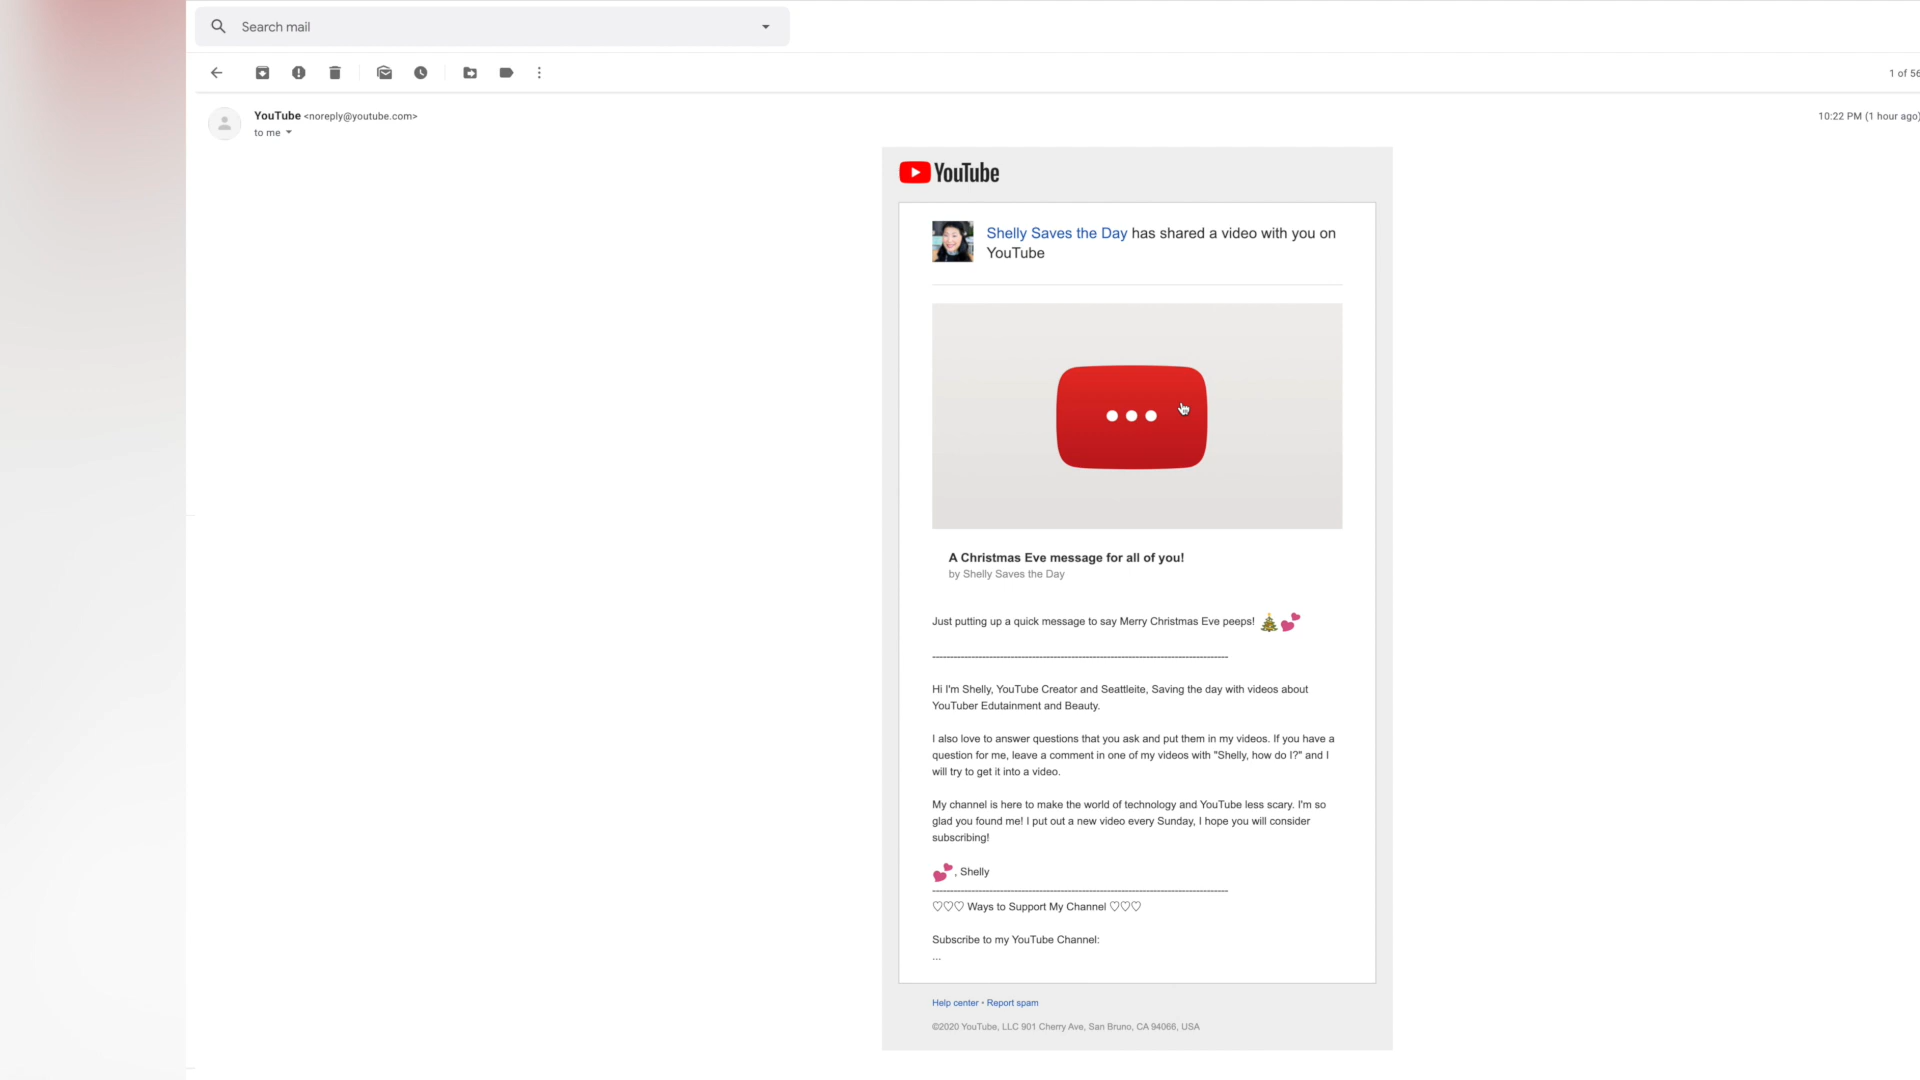 Search mail
1 of 56
YouTube <noreply@youtube.com>
10:22 PM (1 hour ago)
to me
YouTube
Shelly Saves the Day has shared a video with you on
YouTube
A Christmas Eve message for all of you!
by Shelly Saves the Day
Just putting up a quick message to say Merry Christmas Eve peeps! 🎄💕
----------------------------------------------------------------------------------
Hi I'm Shelly, YouTube Creator and Seattleite, Saving the day with videos about
YouTuber Edutainment and Beauty.
I also love to answer questions that you ask and put them in my videos. If you have a
question for me, leave a comment in one of my videos with "Shelly, how do I?" and I
will try to get it into a video.
My channel is here to make the world of technology and YouTube less scary. I'm so
glad you found me! I put out a new video every Sunday, I hope you will consider
subscribing!
💕, Shelly
----------------------------------------------------------------------------------
♡♡♡ Ways to Support My Channel ♡♡♡
Subscribe to my YouTube Channel:
...
Help center • Report spam
©2020 YouTube, LLC 901 Cherry Ave, San Bruno, CA 94066, USA